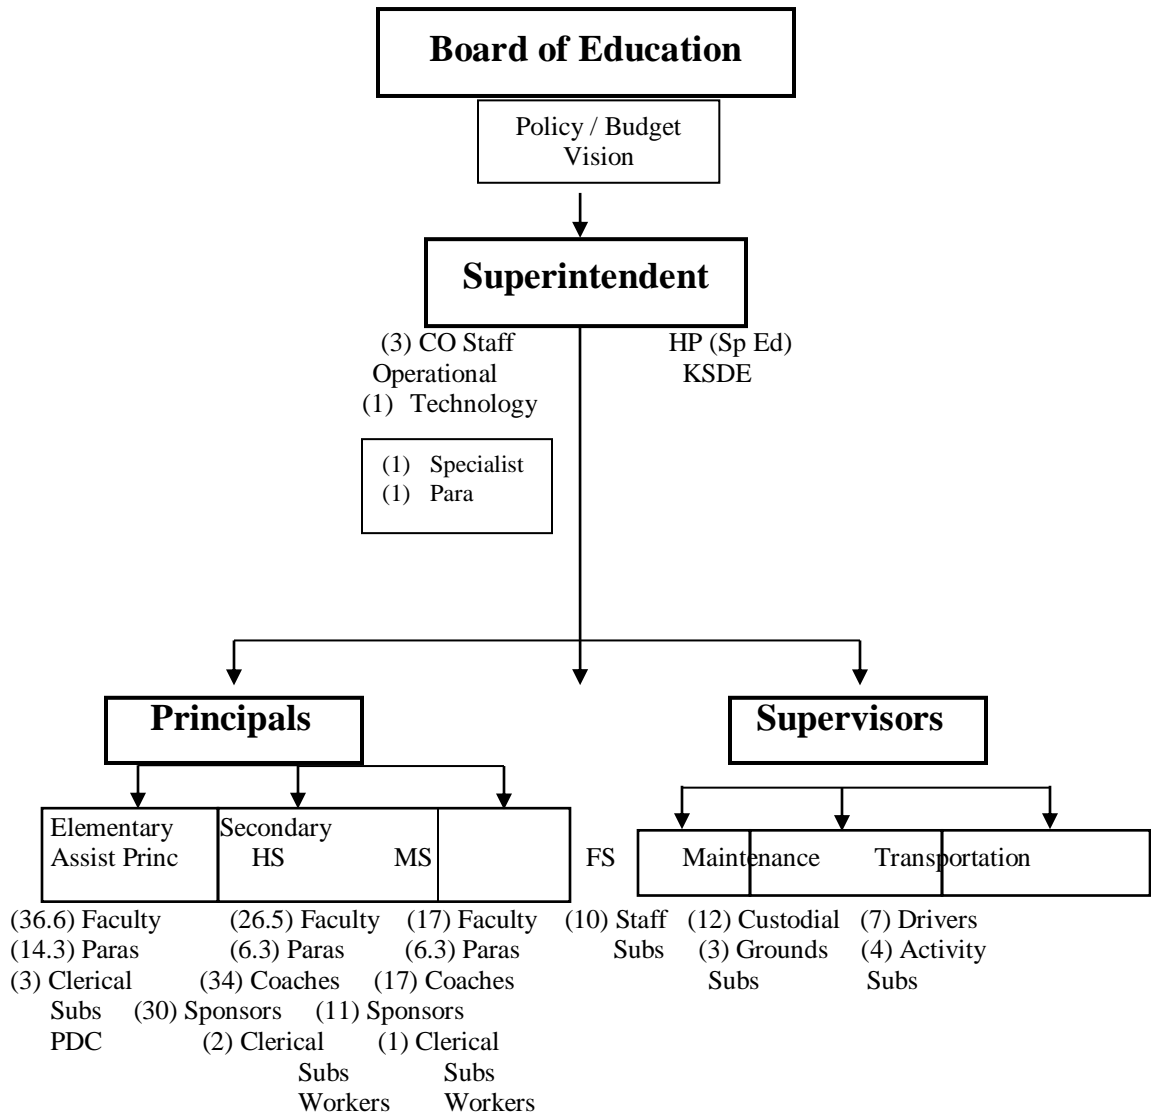 Board of Education
Policy / Budget
Vision
Superintendent
(3) CO Staff HP (Sp Ed)
Operational KSDE
(1) Technology
(1) Specialist
(1) Para
Principals Supervisors
Elementary Secondary
Assist Princ HS MS FS Maintenance Transportation
(36.6) Faculty (26.5) Faculty (17) Faculty (10) Staff (12) Custodial (7) Drivers
(14.3) Paras (6.3) Paras (6.3) Paras Subs (3) Grounds (4) Activity
(3) Clerical (34) Coaches (17) Coaches Subs Subs
Subs (30) Sponsors (11) Sponsors
PDC (2) Clerical (1) Clerical
Subs Subs
Workers Workers